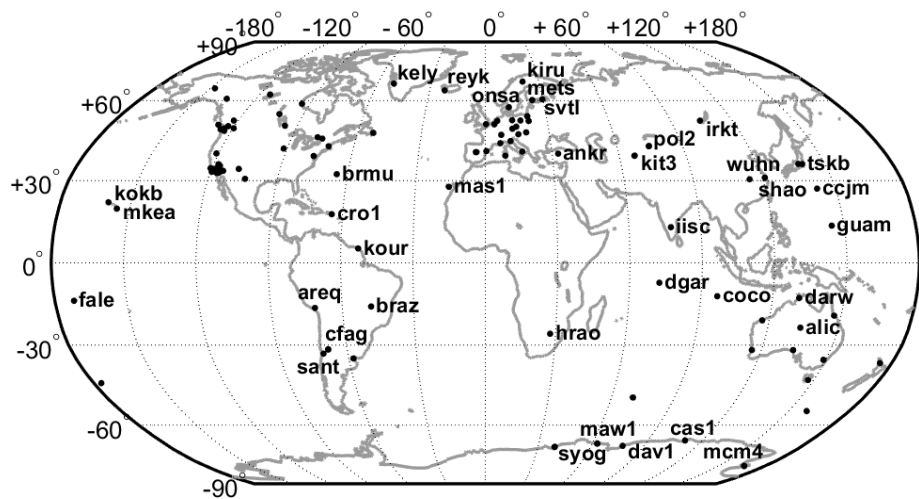 -180° -120° -60° 0° +60° +120° +180°
+90°
kely reyk kiru
onsa mets
svtl
+60°
irkt
pol2
ankr kit3
wuhn tskb
brmu
+30°
mas1 shao ccjm
kokb
mkea cro1
iisc guam
kour
0°
dgar
fale areq braz coco darw
cfag hrao alic
-30°
sant
-60°
maw1 cas1
syog dav1 mcm4
-90°